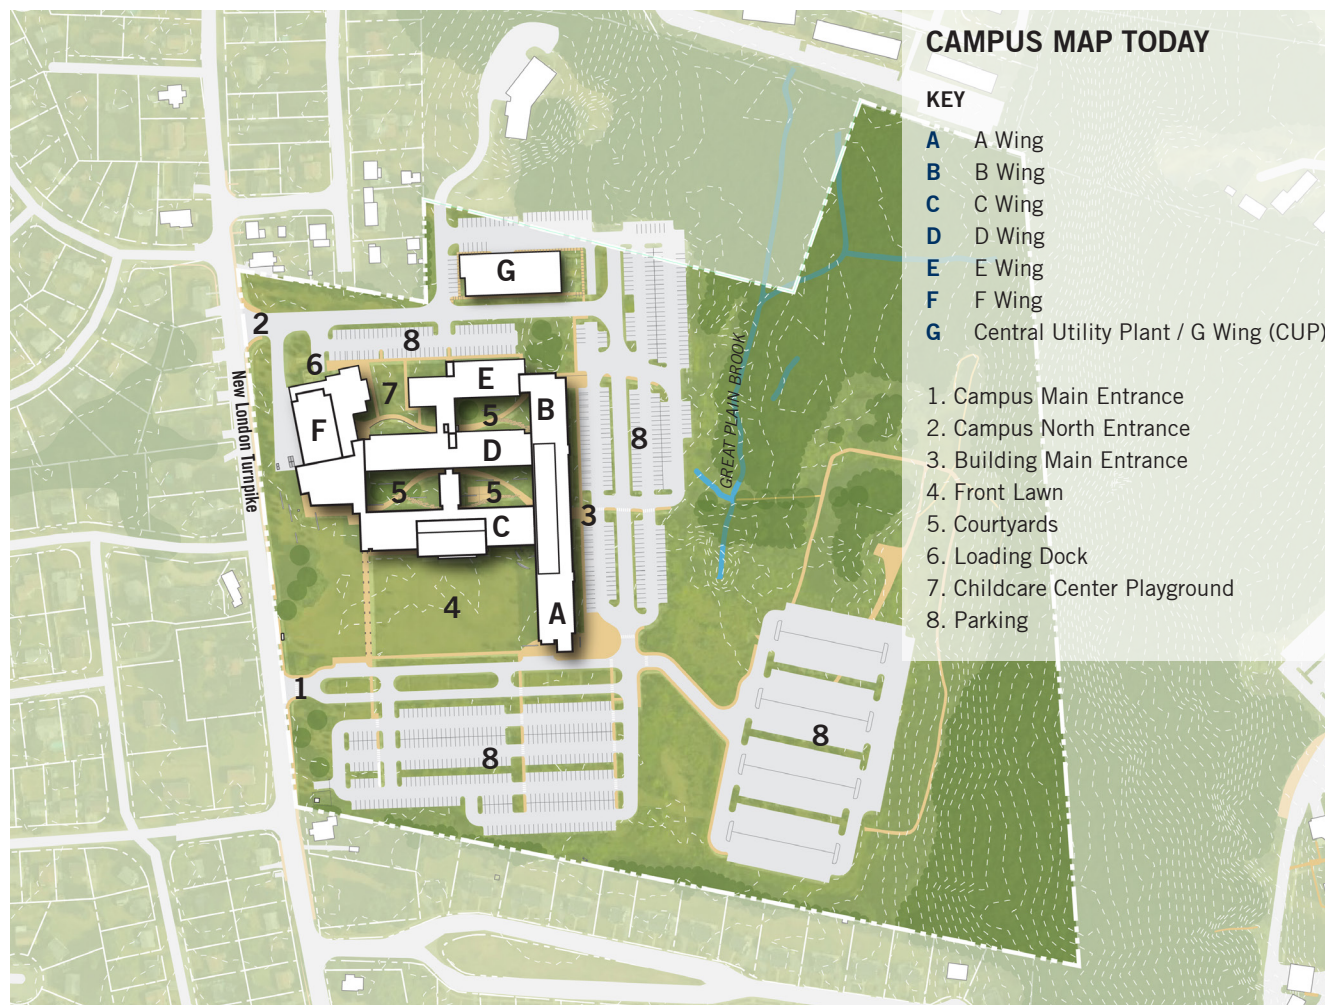 CAMPUS MAP TODAY
KEY
A A Wing
B B Wing
C C Wing
D D Wing
E E Wing
F F Wing
G Central Utility Plant / G Wing (CUP)
1. Campus Main Entrance
2. Campus North Entrance
3. Building Main Entrance
4. Front Lawn
5. Courtyards
6. Loading Dock
7. Childcare Center Playground
8. Parking
G
2
8
6
7
E
5
B
F
D
8
5
5
3
C
4
A
1
8
8
New London Turnpike
GREAT PLAIN BROOK